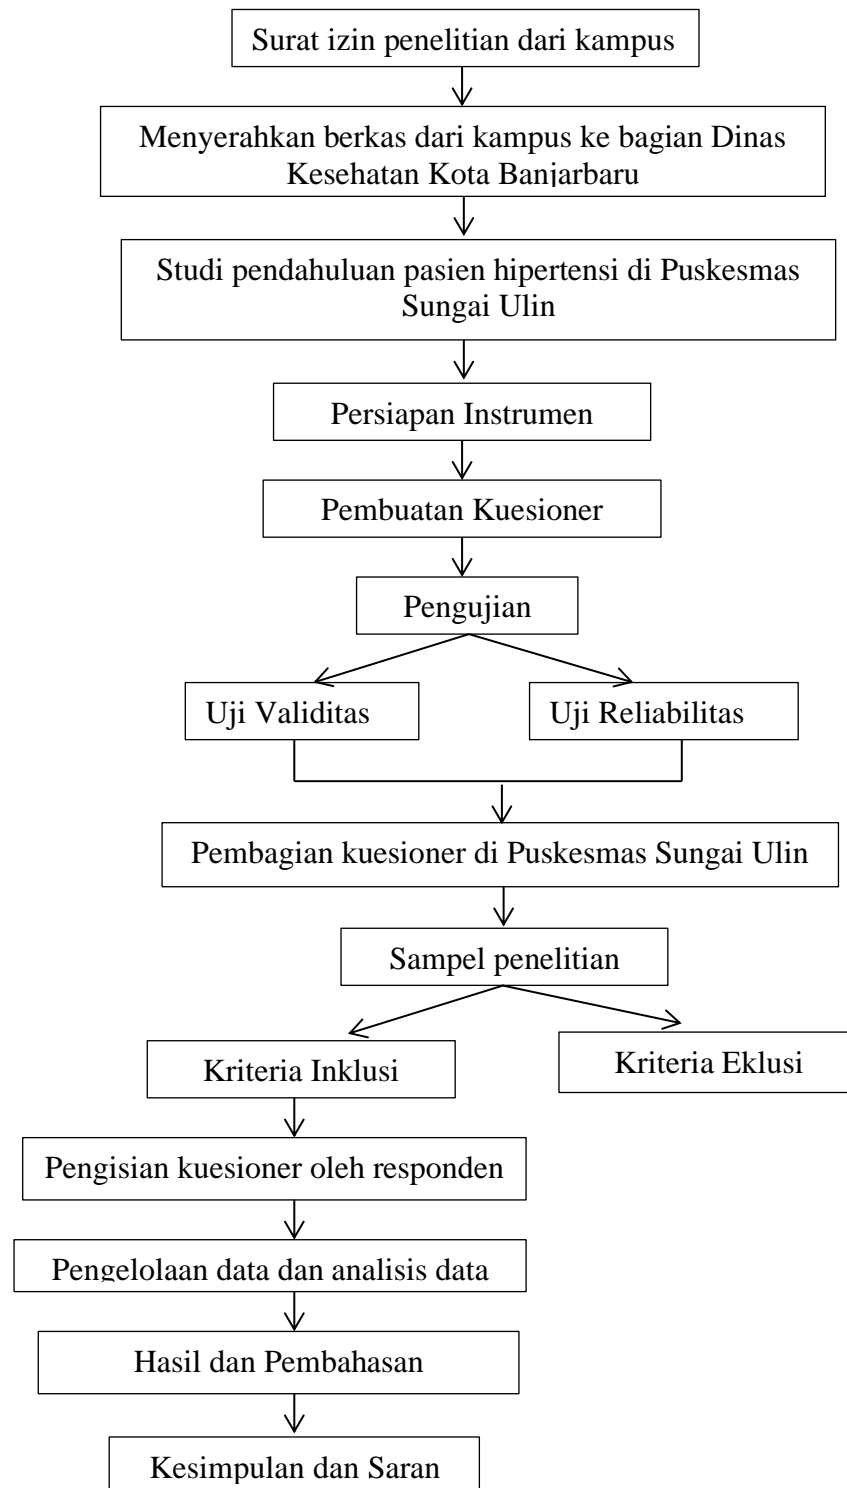 Surat izin penelitian dari kampus
Menyerahkan berkas dari kampus ke bagian Dinas
Kesehatan Kota Banjarbaru
Studi pendahuluan pasien hipertensi di Puskesmas
Sungai Ulin
Persiapan Instrumen
Pembuatan Kuesioner
Pengujian
Uji Validitas
Uji Reliabilitas
Pembagian kuesioner di Puskesmas Sungai Ulin
Sampel penelitian
Kriteria Inklusi
Kriteria Eklusi
Pengisian kuesioner oleh responden
Pengelolaan data dan analisis data
Hasil dan Pembahasan
Kesimpulan dan Saran